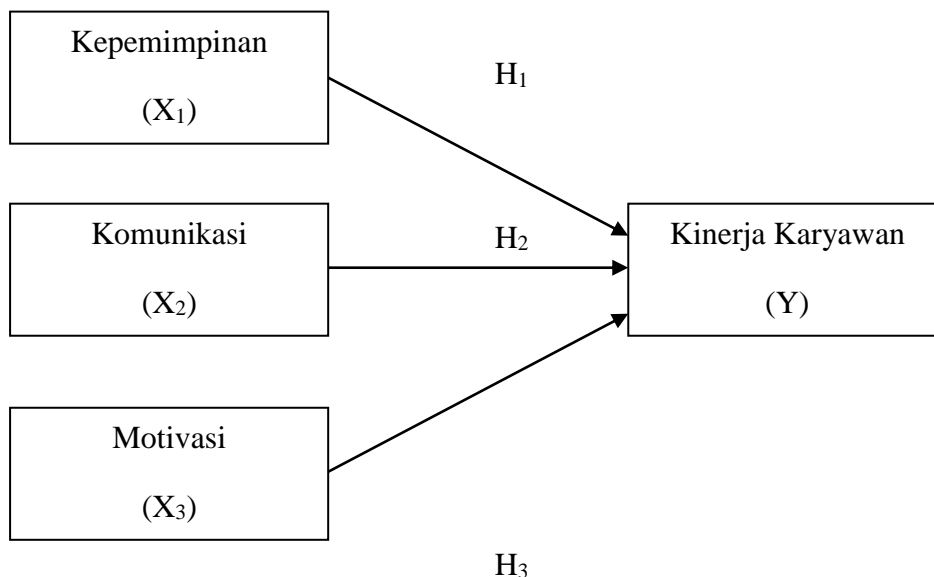 Kepemimpinan
(X₁)
H₁
Komunikasi
(X₂)
H₂
Kinerja Karyawan
(Y)
Motivasi
(X₃)
H₃